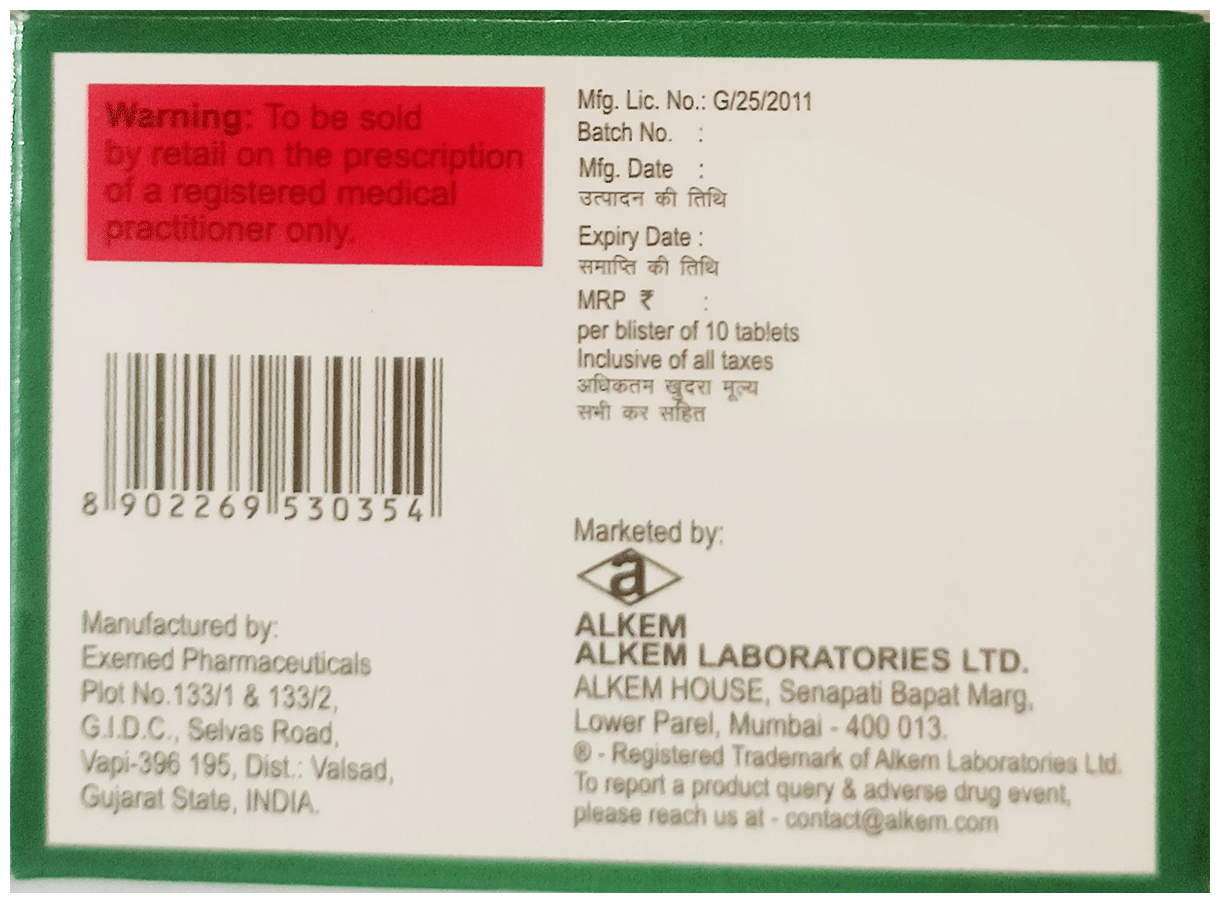 Warning: To be sold
by retail on the prescription
of a registered medical
practitioner only.
8 902269 530354
Manufactured by:
Exemed Pharmaceuticals
Plot No.133/1 & 133/2,
G.I.D.C., Selvas Road,
Vapi-396 195, Dist.: Valsad,
Gujarat State, INDIA.
Mfg. Lic. No.: G/25/2011
Batch No. :
Mfg. Date :
उत्पादन की तिथि
Expiry Date :
समाप्ति की तिथि
MRP ₹ :
per blister of 10 tablets
Inclusive of all taxes
अधिकतम खुदरा मूल्य
सभी कर सहित
Marketed by:
a
ALKEM
ALKEM LABORATORIES LTD.
ALKEM HOUSE, Senapati Bapat Marg,
Lower Parel, Mumbai - 400 013.
® - Registered Trademark of Alkem Laboratories Ltd.
To report a product query & adverse drug event,
please reach us at - contact@alkem.com